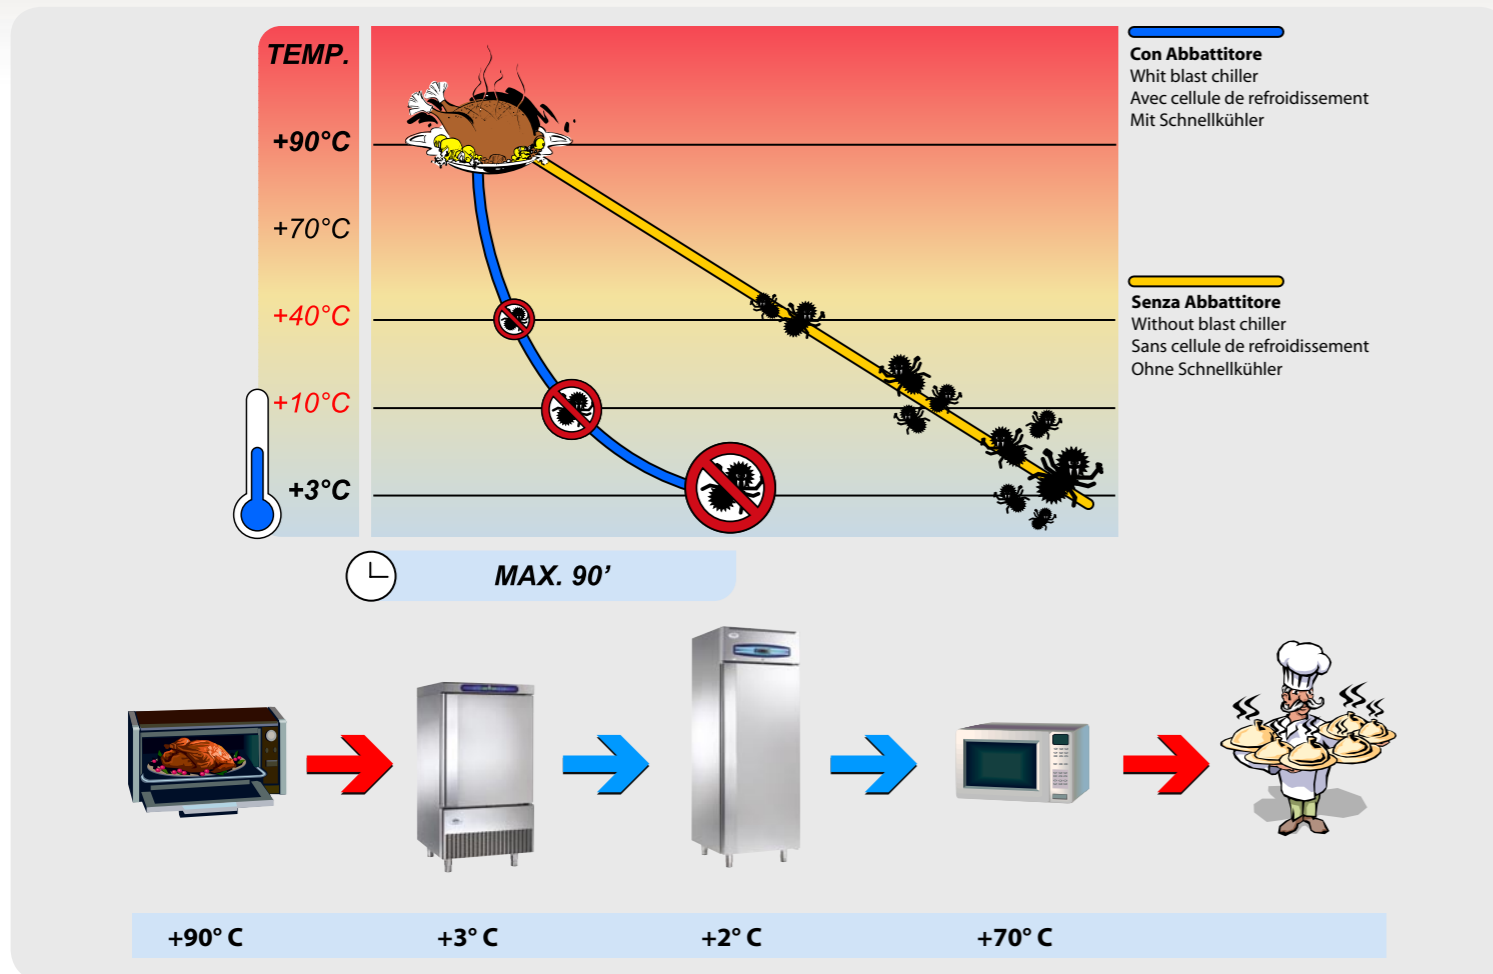 TEMP.
+90°C
+70°C
+40°C
+10°C
+3°C
Con Abbattitore
Whit blast chiller
Avec cellule de refroidissement
Mit Schnellkühler
Senza Abbattitore
Without blast chiller
Sans cellule de refroidissement
Ohne Schnellkühler
MAX. 90’
+90° C +3° C +2° C +70° C